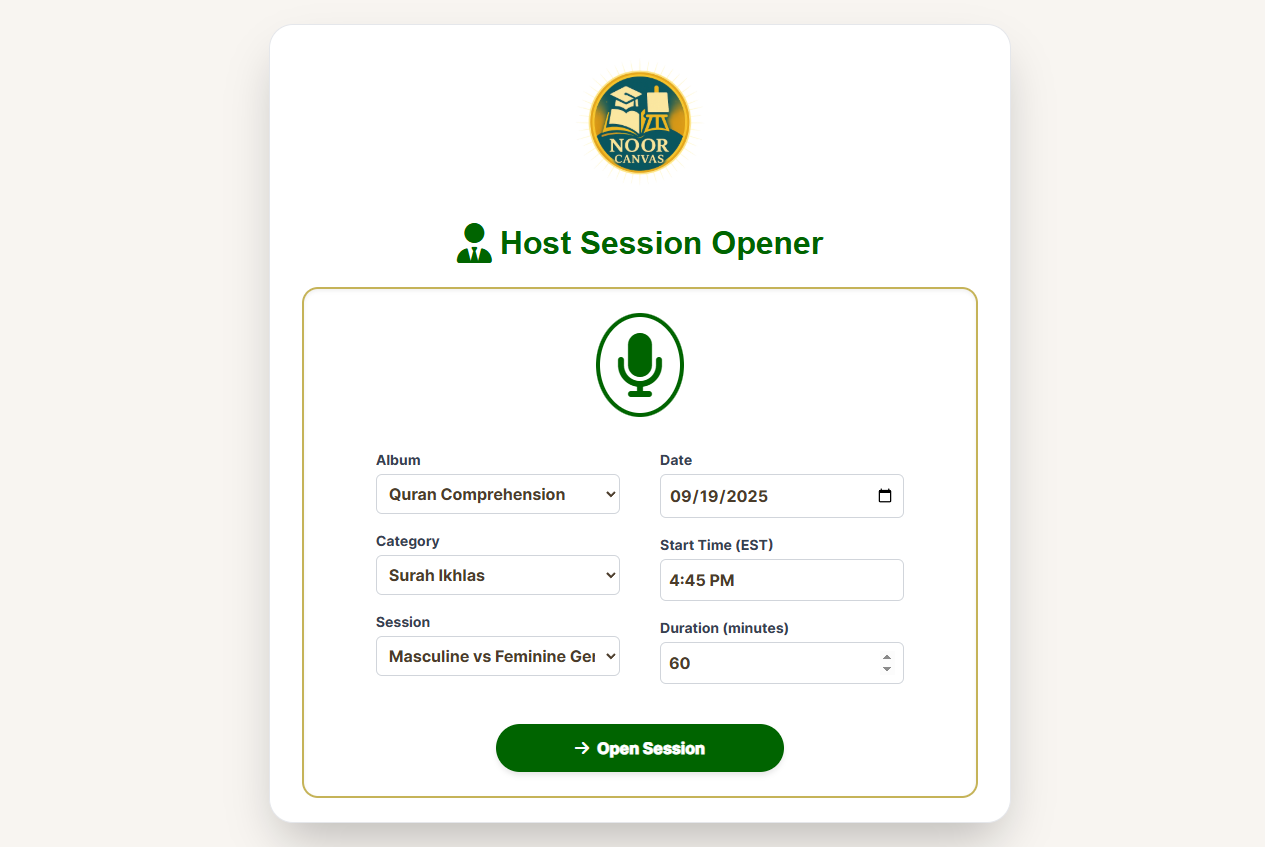 NOOR
CANVAS
Host Session Opener
Album
Quran Comprehension
Category
Surah Ikhlas
Session
Masculine vs Feminine Ger
Date
09/19/2025
Start Time (EST)
4:45 PM
Duration (minutes)
60
Open Session